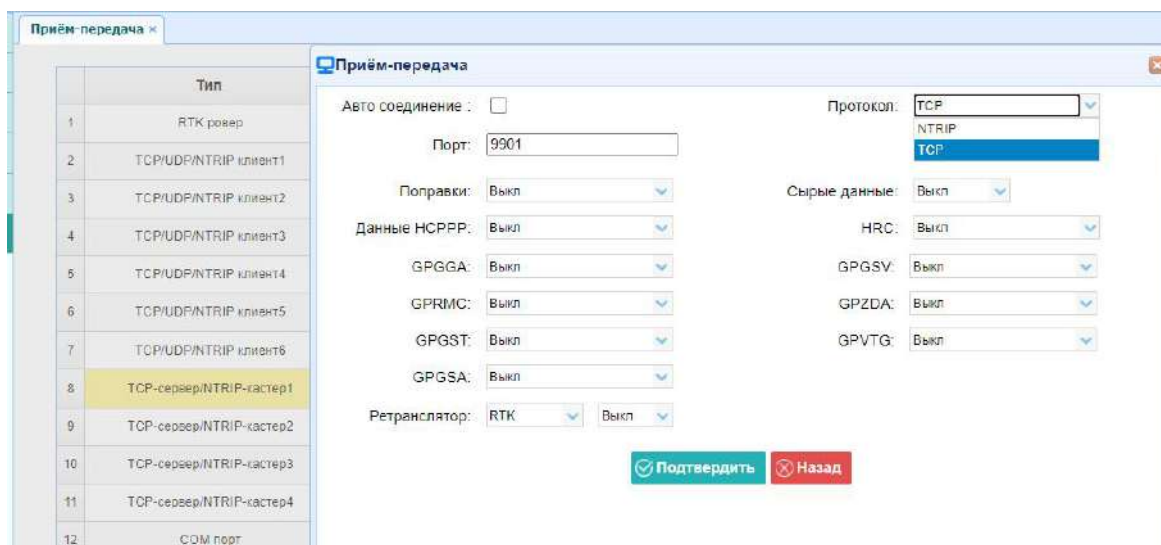 Приём-передача ×
Тип
1 RTK ровер
2 TCP/UDP/NTRIP клиент1
3 TCP/UDP/NTRIP клиент2
4 TCP/UDP/NTRIP клиент3
5 TCP/UDP/NTRIP клиент4
6 TCP/UDP/NTRIP клиент5
7 TCP/UDP/NTRIP клиент6
8 TCP-сервер/NTRIP-кастер1
9 TCP-сервер/NTRIP-кастер2
10 TCP-сервер/NTRIP-кастер3
11 TCP-сервер/NTRIP-кастер4
12 COM порт
Приём-передача
Авто соединение : Протокол: TCP
NTRIP
TCP
Порт: 9901
Поправки: Выкл Сырые данные: Выкл
Данные HCPPP: Выкл HRC: Выкл
GPGGA: Выкл GPGSV: Выкл
GPRMC: Выкл GPZDA: Выкл
GPGST: Выкл GPVTG: Выкл
GPGSA: Выкл
Ретранслятор: RTK Выкл
Подтвердить Назад